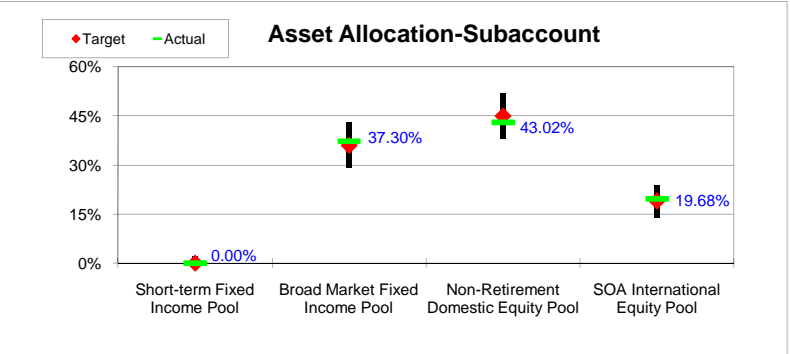 Target Actual
Asset Allocation-Subaccount
60%
45%
30%
15%
0%
0.00%
37.30%
43.02%
19.68%
Short-term Fixed
Income Pool
Broad Market Fixed
Income Pool
Non-Retirement
Domestic Equity Pool
SOA International
Equity Pool